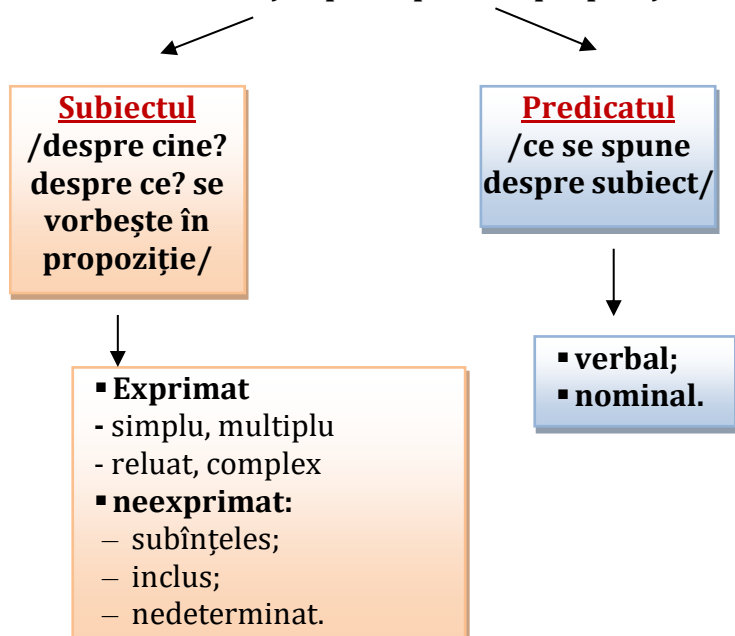 Subiectul
/despre cine?
despre ce? se
vorbește în
propoziție/
Predicatul
/ce se spune
despre subiect/
▪ Exprimat
- simplu, multiplu
- reluat, complex
▪ neexprimat:
– subînțeles;
– inclus;
– nedeterminat.
▪ verbal;
▪ nominal.